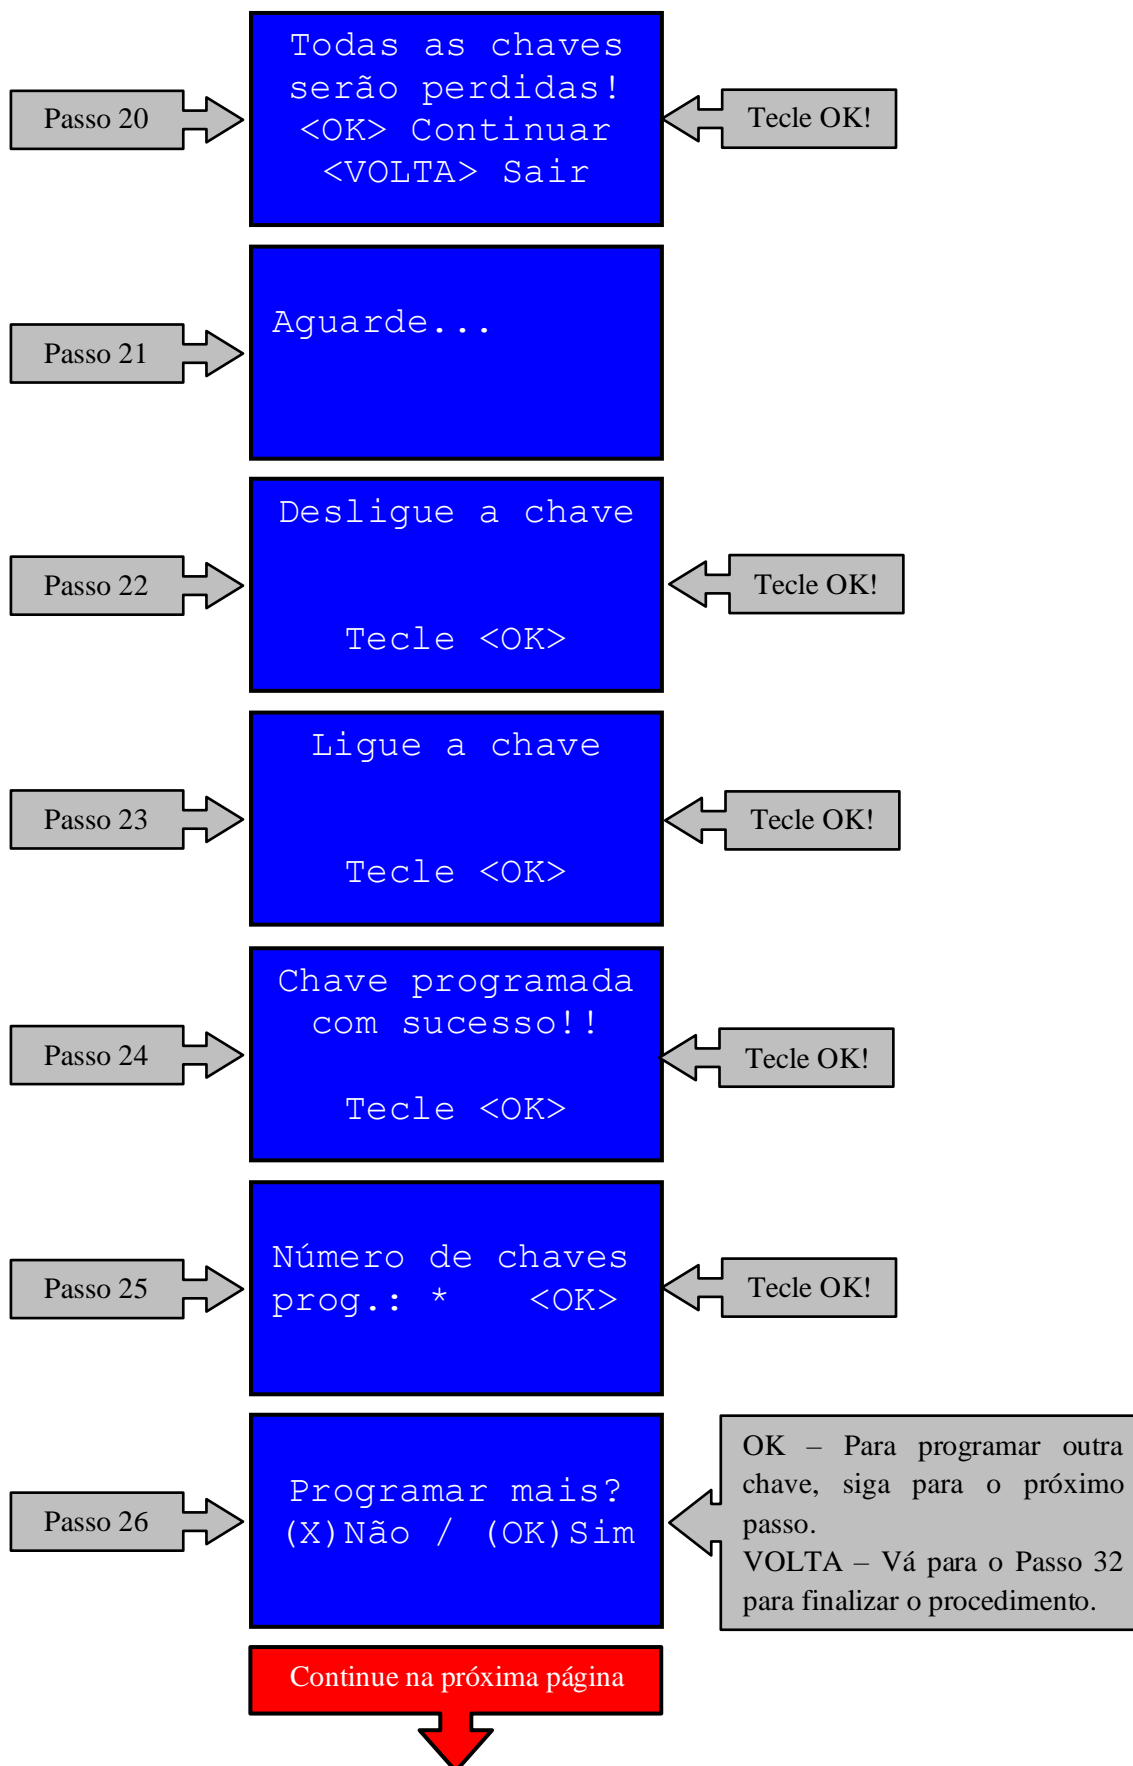 Todas as chaves
serão perdidas!
<OK> Continuar
<VOLTA> Sair
Passo 20
Tecle OK!
Aguarde...
Passo 21
Desligue a chave
Tecle <OK>
Passo 22
Tecle OK!
Ligue a chave
Tecle <OK>
Passo 23
Tecle OK!
Chave programada
com sucesso!!
Tecle <OK>
Passo 24
Tecle OK!
Número de chaves
prog.: * <OK>
Passo 25
Tecle OK!
Programar mais?
(X)Não / (OK)Sim
Passo 26
OK – Para programar outra
chave, siga para o próximo
passo.
VOLTA – Vá para o Passo 32
para finalizar o procedimento.
Continue na próxima página